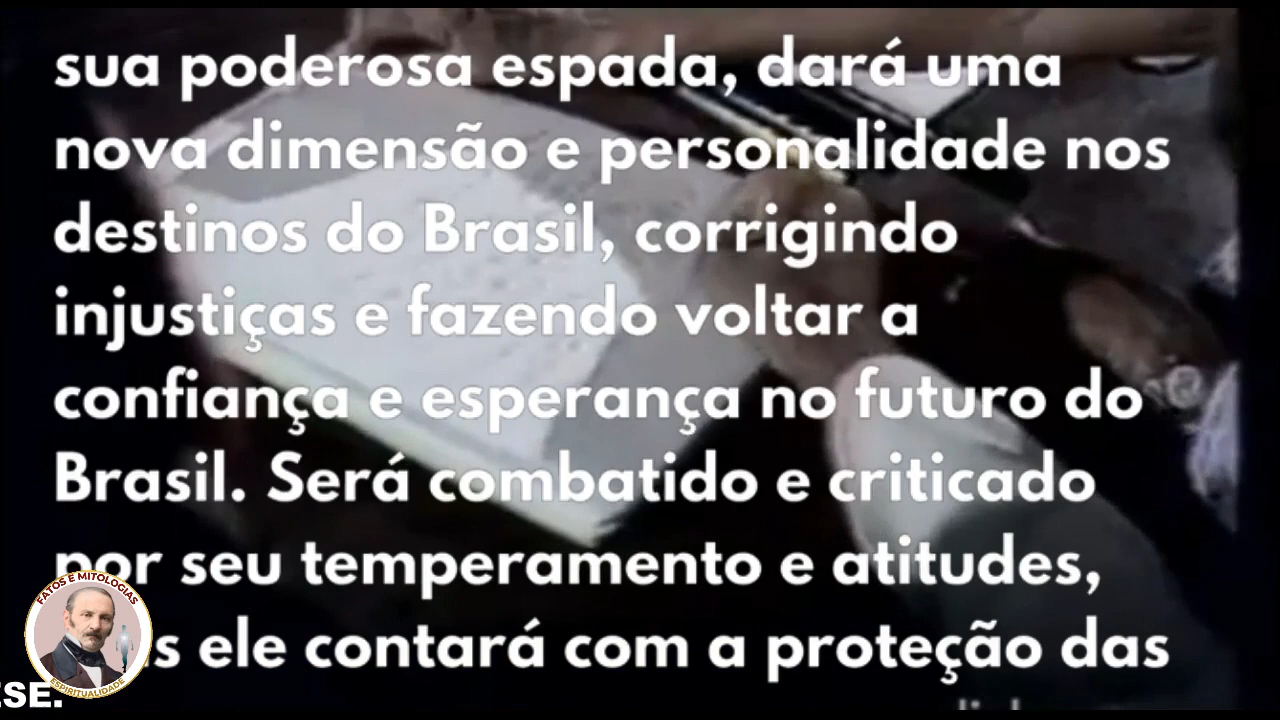 sua poderosa espada, dará uma
nova dimensão e personalidade nos
destinos do Brasil, corrigindo
injustiças e fazendo voltar a
confiança e esperança no futuro do
Brasil. Será combatido e criticado
por seu temperamento e atitudes,
ele contará com a proteção das
FATOS E MITOLOGIAS
ESPIRITUALIDADE